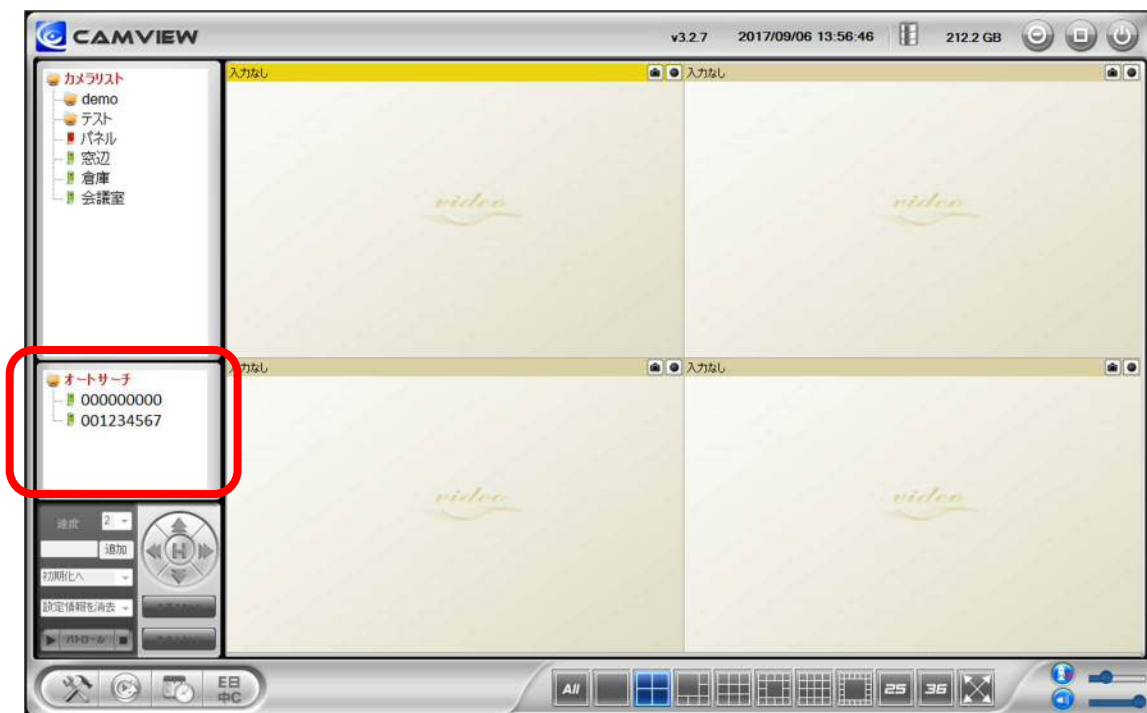 CAMVIEW
v3.2.7 2017/09/06 13:56:46 212.2 GB
カメラリスト
demo
テスト
パネル
窓辺
倉庫
会議室
入力なし
入力なし
video
video
オートサーチ
000000000
001234567
入力なし
入力なし
video
video
速度 2
追加
H
初期化へ
設定情報を消去
パトロール
E日
中C
All
25
36